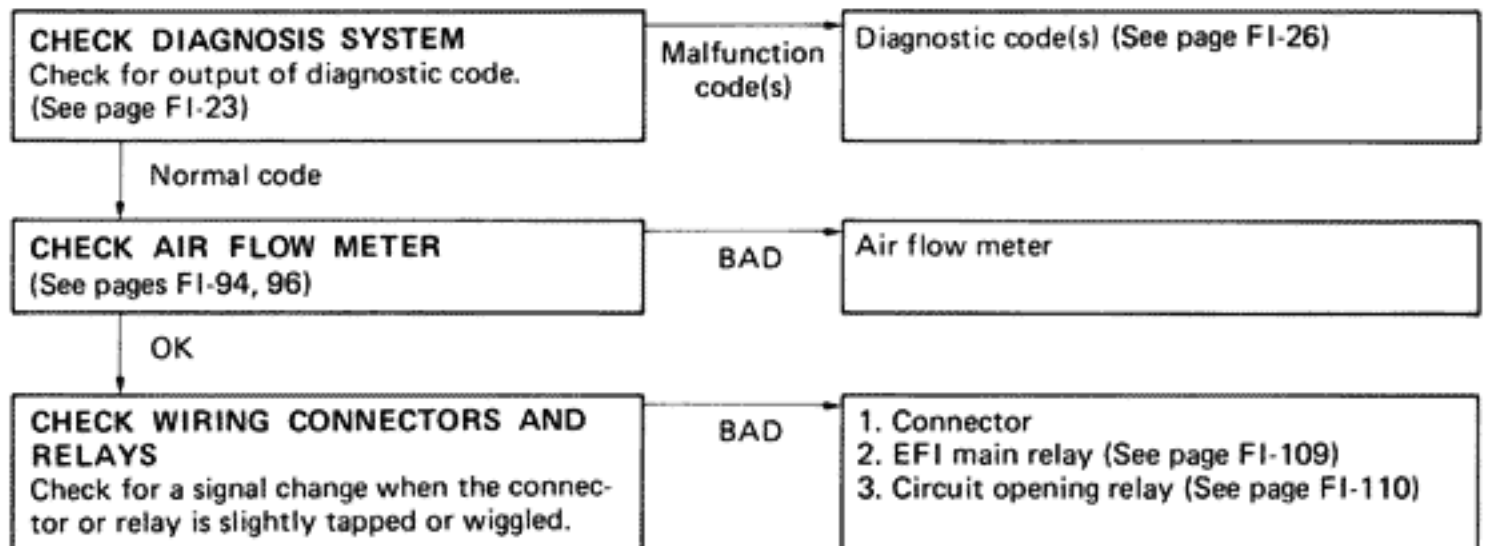 CHECK DIAGNOSIS SYSTEM
Check for output of diagnostic code.
(See page FI-23)
Malfunction
code(s)
Diagnostic code(s) (See page FI-26)
Normal code
CHECK AIR FLOW METER
(See pages FI-94, 96)
BAD
Air flow meter
OK
CHECK WIRING CONNECTORS AND
RELAYS
Check for a signal change when the connec-
tor or relay is slightly tapped or wiggled.
BAD
1. Connector
2. EFI main relay (See page FI-109)
3. Circuit opening relay (See page FI-110)